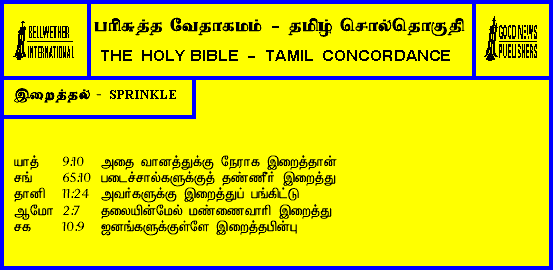 BELLWETHER
INTERNATIONAL
பரிசுத்த வேதாகமம் - தமிழ் சொல்தொகுதி
THE HOLY BIBLE - TAMIL CONCORDANCE
GOOD NEWS
PUBLISHERS
இறைத்தல் - SPRINKLE
யாத் 9:10 அதை வானத்துக்கு நேராக இறைத்தான்
சங் 65:10 படைச்சால்களுக்குத் தண்ணீர் இறைத்து
தானி 11:24 அவர்களுக்கு இறைத்துப் பங்கிட்டு
ஆமோ 2:7 தலையின்மேல் மண்ணைவாரி இறைத்து
சக 10:9 ஜனங்களுக்குள்ளே இறைத்தபின்பு